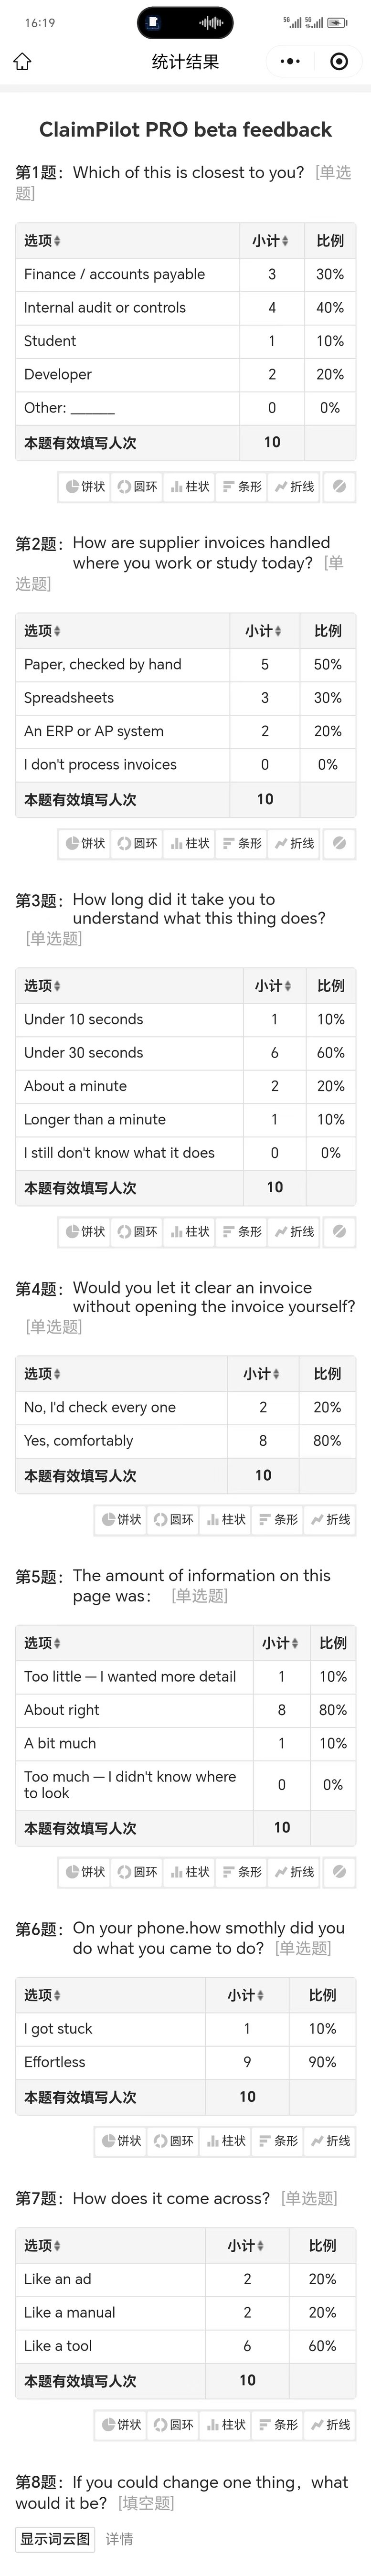 16:19
5G 5G
统计结果
ClaimPilot PRO beta feedback
第1题：Which of this is closest to you? [单选
题]
选项 小计 比例
Finance / accounts payable 3 30%
Internal audit or controls 4 40%
Student 1 10%
Developer 2 20%
Other: ______ 0 0%
本题有效填写人次 10
饼状 圆环 柱状 条形 折线
第2题：How are supplier invoices handled
where you work or study today? [单
选题]
选项 小计 比例
Paper, checked by hand 5 50%
Spreadsheets 3 30%
An ERP or AP system 2 20%
I don't process invoices 0 0%
本题有效填写人次 10
饼状 圆环 柱状 条形 折线
第3题：How long did it take you to
understand what this thing does?
[单选题]
选项 小计 比例
Under 10 seconds 1 10%
Under 30 seconds 6 60%
About a minute 2 20%
Longer than a minute 1 10%
I still don't know what it does 0 0%
本题有效填写人次 10
饼状 圆环 柱状 条形 折线
第4题：Would you let it clear an invoice
without opening the invoice yourself?
[单选题]
选项 小计 比例
No, I'd check every one 2 20%
Yes, comfortably 8 80%
本题有效填写人次 10
饼状 圆环 柱状 条形 折线
第5题：The amount of information on this
page was： [单选题]
选项 小计 比例
Too little — I wanted more detail 1 10%
About right 8 80%
A bit much 1 10%
Too much — I didn't know where
to look 0 0%
本题有效填写人次 10
饼状 圆环 柱状 条形 折线
第6题：On your phone.how smothly did you
do what you came to do? [单选题]
选项 小计 比例
I got stuck 1 10%
Effortless 9 90%
本题有效填写人次 10
饼状 圆环 柱状 条形 折线
第7题：How does it come across? [单选题]
选项 小计 比例
Like an ad 2 20%
Like a manual 2 20%
Like a tool 6 60%
本题有效填写人次 10
饼状 圆环 柱状 条形 折线
第8题：If you could change one thing，what
would it be? [填空题]
显示词云图 详情